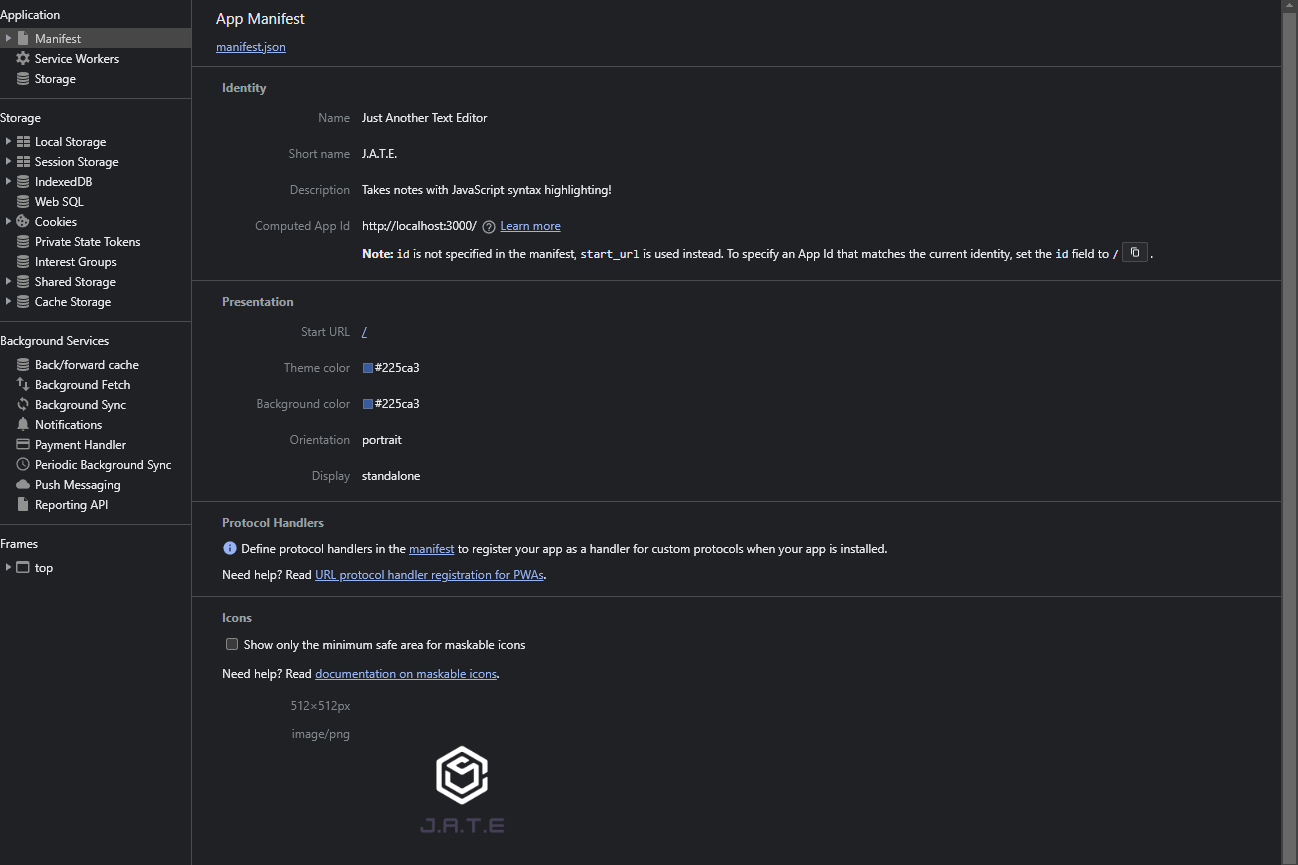 Application
Manifest
Service Workers
Storage
Storage
Local Storage
Session Storage
IndexedDB
Web SQL
Cookies
Private State Tokens
Interest Groups
Shared Storage
Cache Storage
Background Services
Back/forward cache
Background Fetch
Background Sync
Notifications
Payment Handler
Periodic Background Sync
Push Messaging
Reporting API
Frames
top
App Manifest
manifest.json
Identity
Name Just Another Text Editor
Short name J.A.T.E.
Description Takes notes with JavaScript syntax highlighting!
Computed App Id http://localhost:3000/ Learn more
Note: id is not specified in the manifest, start_url is used instead. To specify an App Id that matches the current identity, set the id field to / .
Presentation
Start URL /
Theme color #225ca3
Background color #225ca3
Orientation portrait
Display standalone
Protocol Handlers
Define protocol handlers in the manifest to register your app as a handler for custom protocols when your app is installed.
Need help? Read URL protocol handler registration for PWAs.
Icons
Show only the minimum safe area for maskable icons
Need help? Read documentation on maskable icons.
512×512px
image/png
J.A.T.E